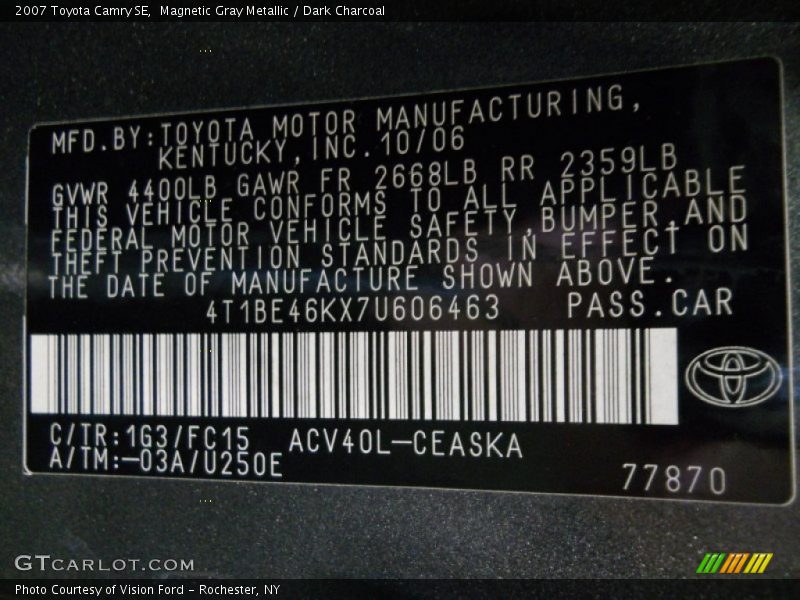 2007 Toyota Camry SE,  Magnetic Gray Metallic / Dark Charcoal
MFD.BY:TOYOTA MOTOR MANUFACTURING,
KENTUCKY,INC.10/06
GVWR 4400LB GAWR FR 2668LB RR 2359LB
THIS VEHICLE CONFORMS TO ALL APPLICABLE
FEDERAL MOTOR VEHICLE SAFETY,BUMPER,AND
THEFT PREVENTION STANDARDS IN EFFECT ON
THE DATE OF MANUFACTURE SHOWN ABOVE.
4T1BE46KX7U606463 PASS.CAR
C/TR:1G3/FC15 ACV40L-CEASKA
A/TM:-03A/U250E
77870
GTCARLOT.COM
Photo Courtesy of Vision Ford - Rochester, NY